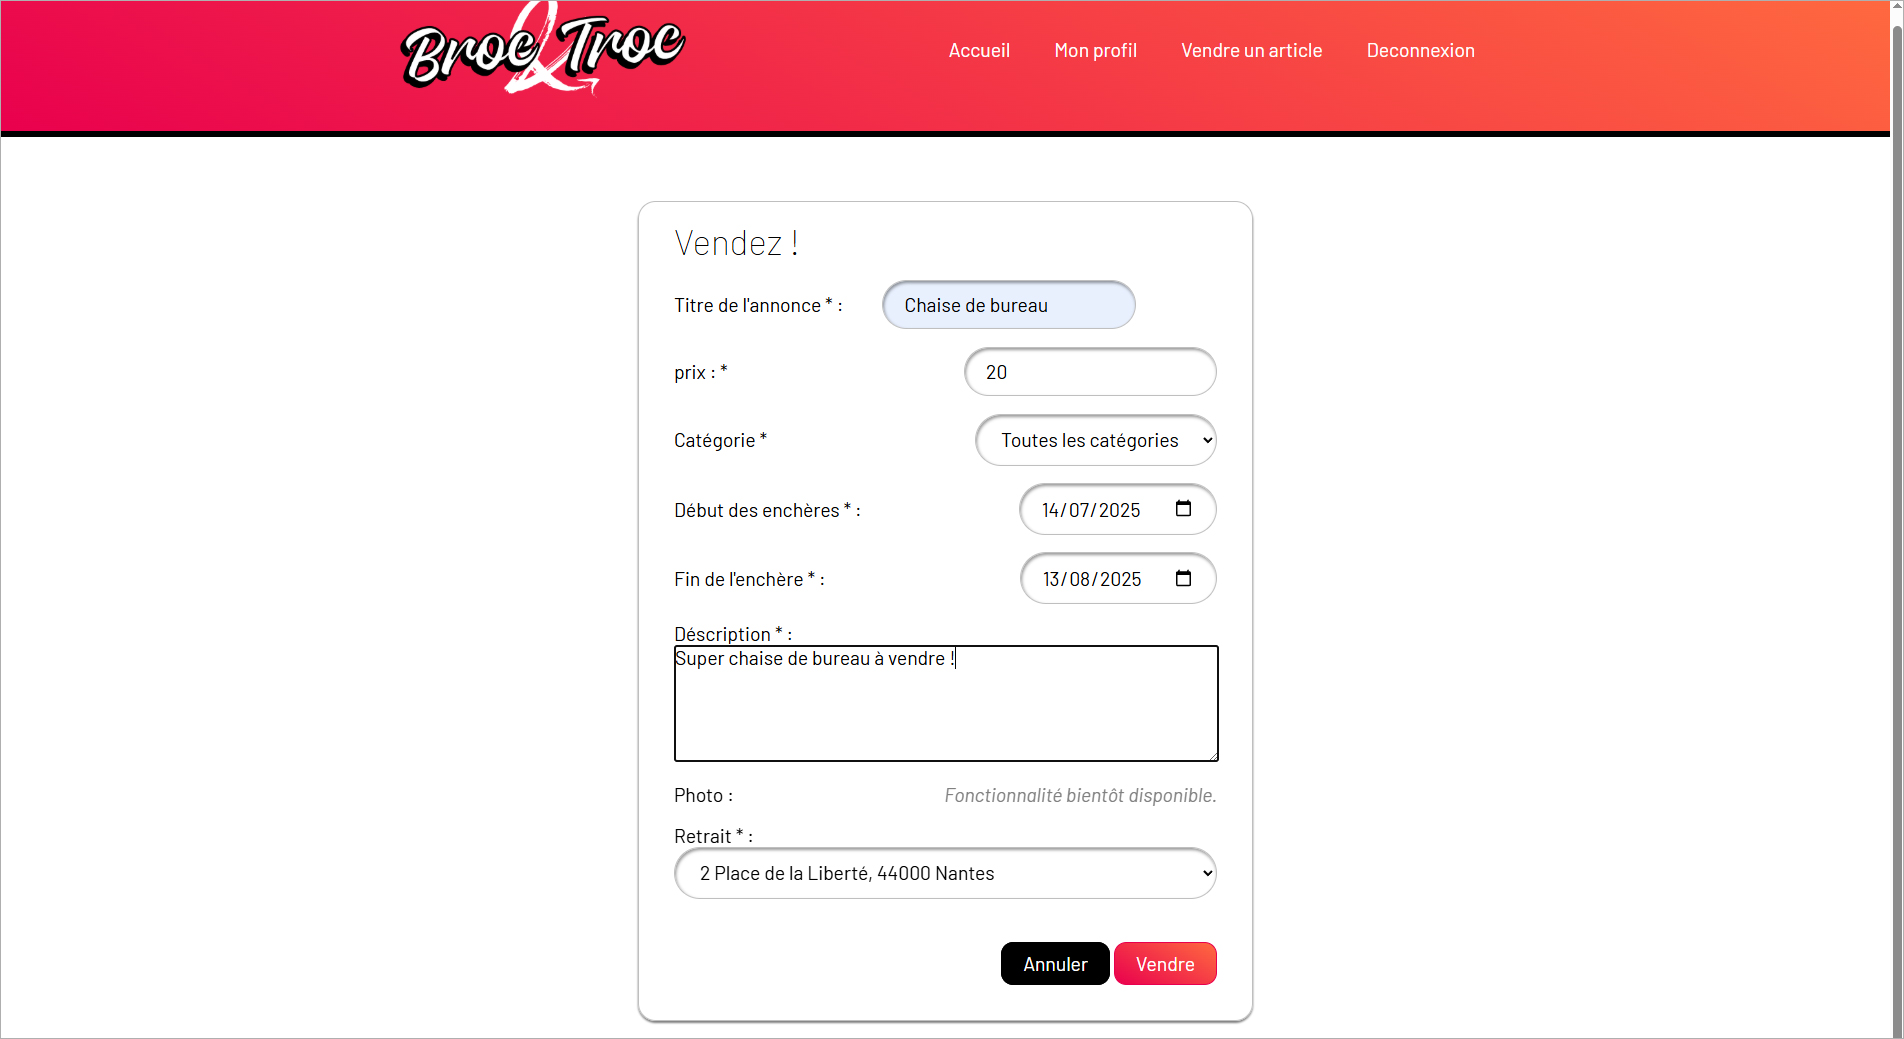 Broc & Troc
Accueil Mon profil Vendre un article Deconnexion
Vendez !
Titre de l'annonce * : Chaise de bureau
prix : * 20
Catégorie * Toutes les catégories
Début des enchères * : 14/07/2025
Fin de l'enchère * : 13/08/2025
Déscription * :
Super chaise de bureau à vendre !
Photo : Fonctionnalité bientôt disponible.
Retrait * :
2 Place de la Liberté, 44000 Nantes
Annuler Vendre